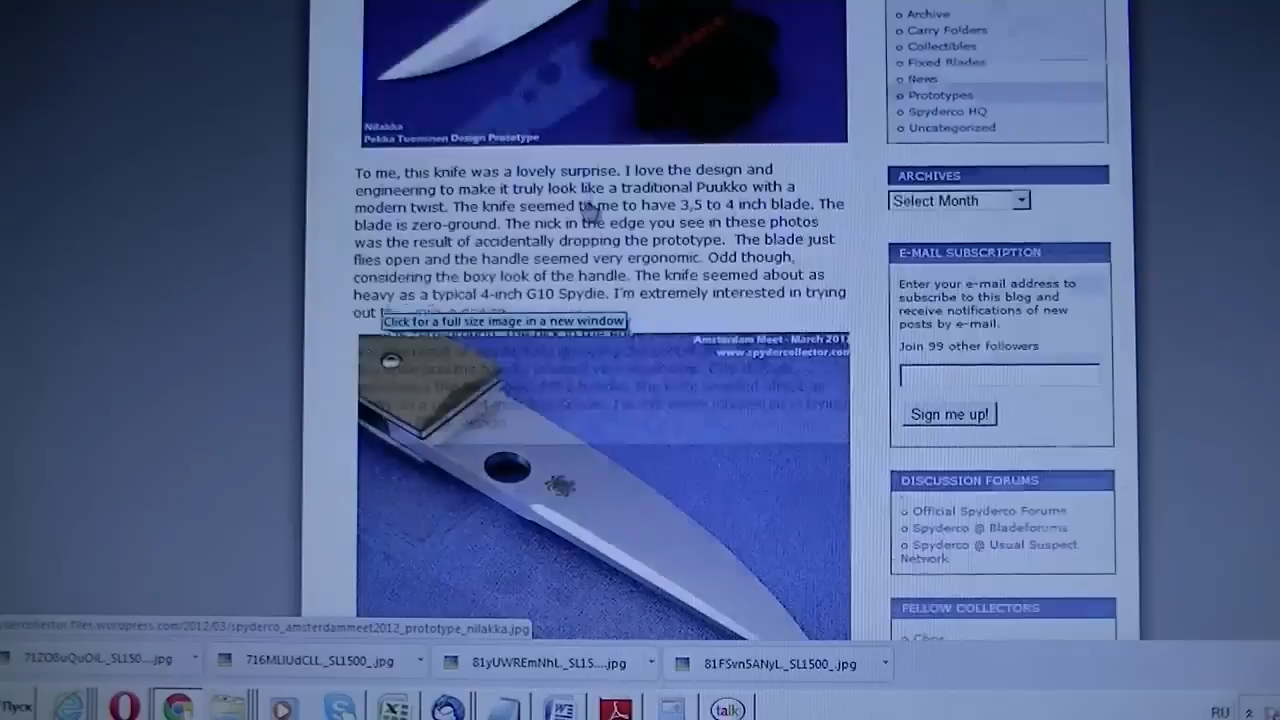 Spyderco
Nilakka
Pekka Tuominen Design Prototype
To me, this knife was a lovely surprise. I love the design and
engineering to make it truly look like a traditional Puukko with a
modern twist. The knife seemed to me to have 3,5 to 4 inch blade. The
blade is zero-ground. The nick in the edge you see in these photos
was the result of accidentally dropping the prototype. The blade just
flies open and the handle seemed very ergonomic. Odd though,
considering the boxy look of the handle. The knife seemed about as
heavy as a typical 4-inch G10 Spydie. I'm extremely interested in trying
out
Click for a full size image in a new window
Amsterdam Meet - March 2012
www.spydercollector.com
o Archive
o Carry Folders
o Collectibles
o Fixed Blades
o News
o Prototypes
o Spyderco HQ
o Uncategorized
ARCHIVES
Select Month
E-MAIL SUBSCRIPTION
Enter your e-mail address to
subscribe to this blog and
receive notifications of new
posts by e-mail.
Join 99 other followers
Sign me up!
DISCUSSION FORUMS
o Official Spyderco Forums
o Spyderco @ Bladeforums
o Spyderco @ Usual Suspect
Network
FELLOW COLLECTORS
ydercollector.files.wordpress.com/2012/03/spyderco_amsterdammeet2012_prototype_nilakka.jpg
71ZO8uQuOiL_SL150....jpg
716MLlUdCLL_SL1500_.jpg
81yUWREmNhL_SL15....jpg
81FSvn5ANyL_SL1500_.jpg
Пуск
talk
RU
2